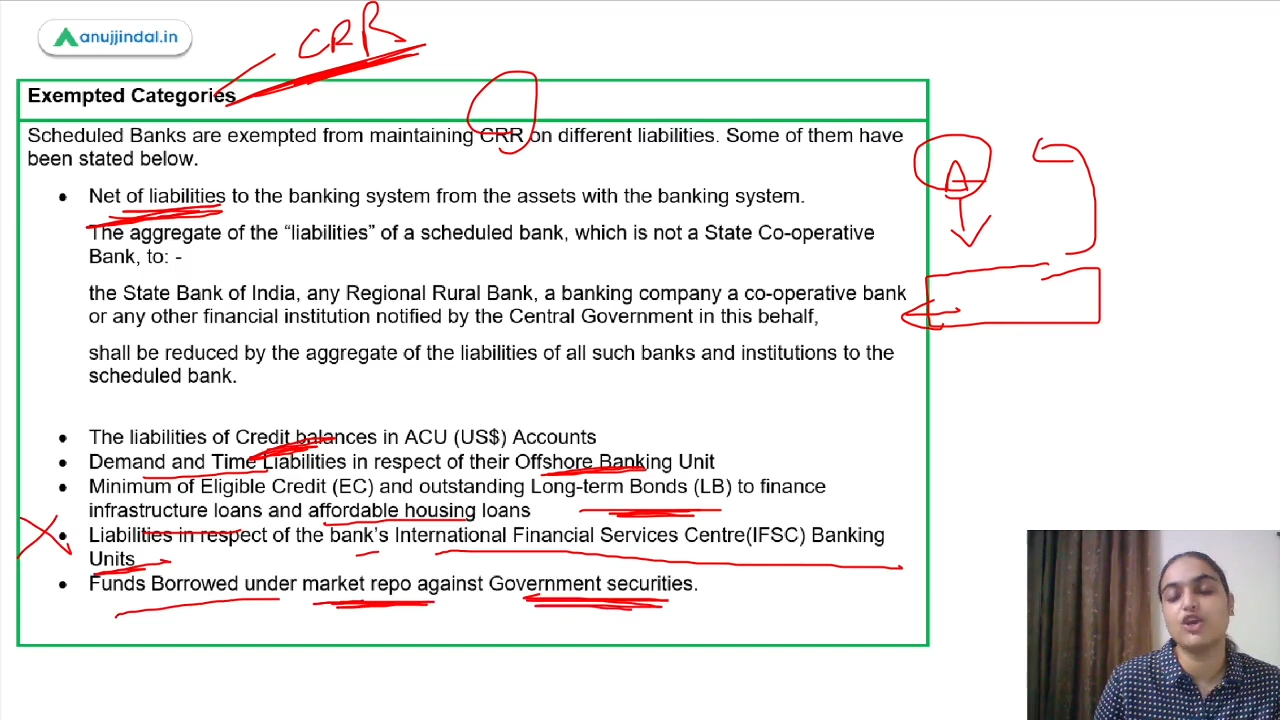 anujjindal.in
CRR
Exempted Categories
Scheduled Banks are exempted from maintaining CRR on different liabilities. Some of them have
been stated below.
• Net of liabilities to the banking system from the assets with the banking system.
The aggregate of the “liabilities” of a scheduled bank, which is not a State Co-operative
Bank, to: -
A
the State Bank of India, any Regional Rural Bank, a banking company a co-operative bank
or any other financial institution notified by the Central Government in this behalf,
shall be reduced by the aggregate of the liabilities of all such banks and institutions to the
scheduled bank.
• The liabilities of Credit balances in ACU (US$) Accounts
• Demand and Time Liabilities in respect of their Offshore Banking Unit
• Minimum of Eligible Credit (EC) and outstanding Long-term Bonds (LB) to finance
infrastructure loans and affordable housing loans
• Liabilities in respect of the bank’s International Financial Services Centre(IFSC) Banking
Units
• Funds Borrowed under market repo against Government securities.